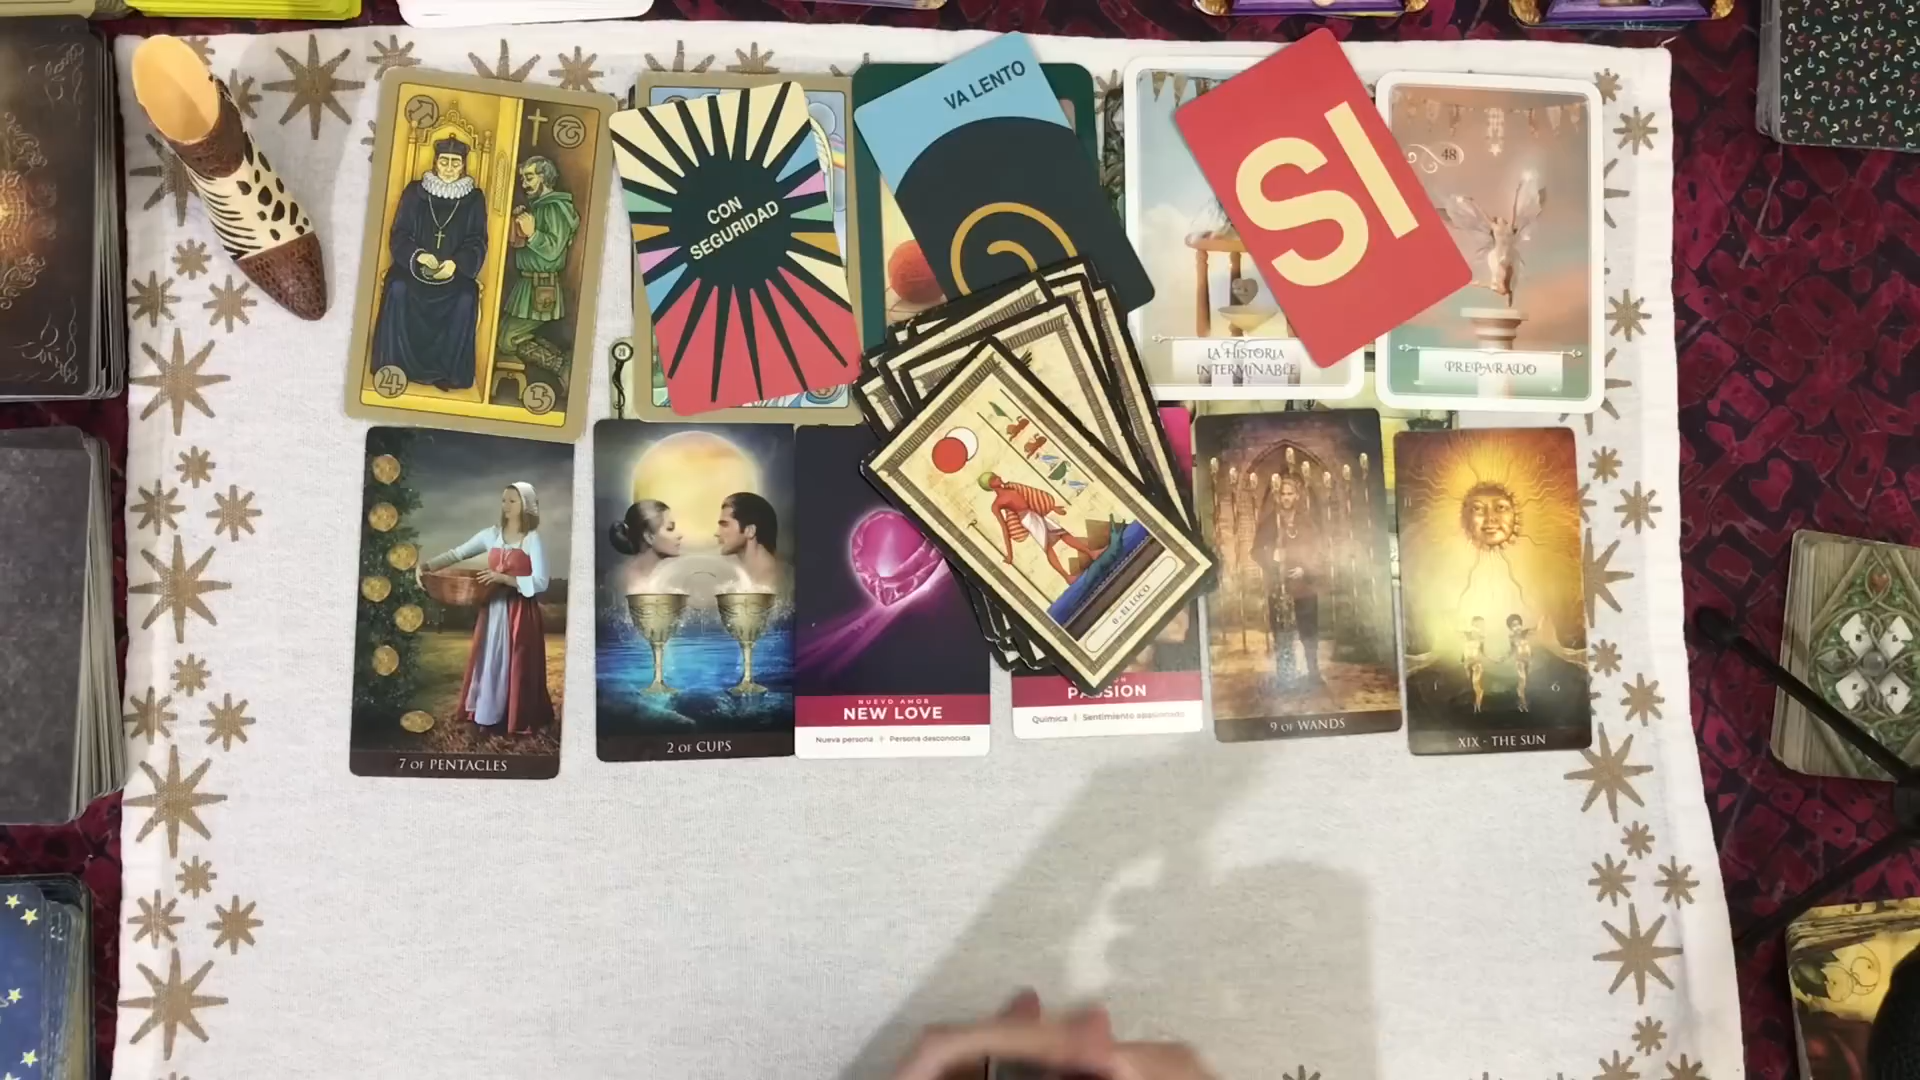 VA LENTO
CON
SEGURIDAD
SI
48
LA HISTORIA
INTERMINABLE
PREPARADO
0 - EL LOCO
7 OF PENTACLES
2 OF CUPS
NUEVO AMOR
NEW LOVE
Nueva persona | Persona desconocida
PASSION
Química | Sentimiento apasionado
9 OF WANDS
XIX - THE SUN